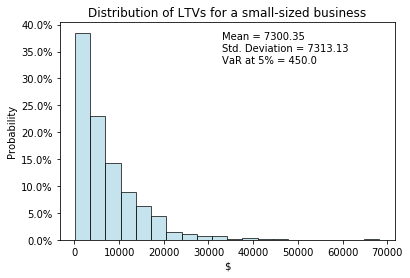 Distribution of LTVs for a small-sized business
Mean = 7300.35
Std. Deviation = 7313.13
VaR at 5% = 450.0
Probability
40.0%
35.0%
30.0%
25.0%
20.0%
15.0%
10.0%
5.0%
0.0%
0 10000 20000 30000 40000 50000 60000 70000
$